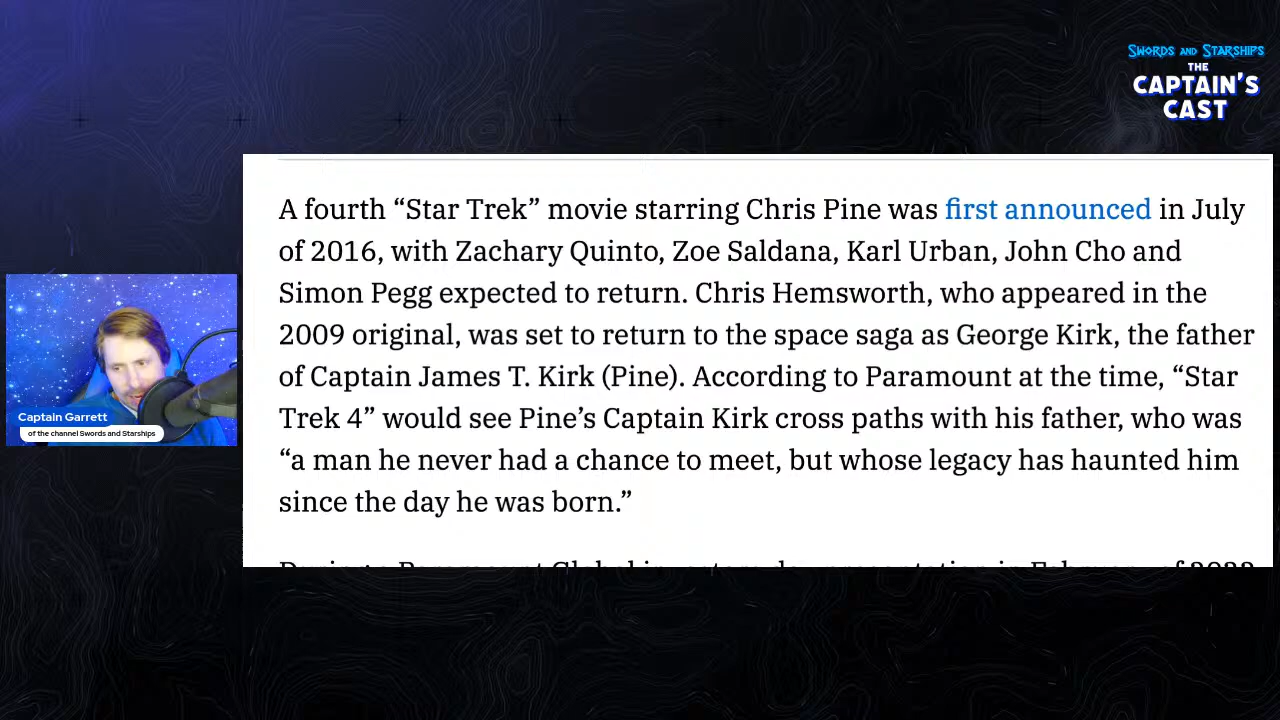 Swords and Starships
THE
CAPTAIN'S
CAST
A fourth “Star Trek” movie starring Chris Pine was first announced in July
of 2016, with Zachary Quinto, Zoe Saldana, Karl Urban, John Cho and
Simon Pegg expected to return. Chris Hemsworth, who appeared in the
2009 original, was set to return to the space saga as George Kirk, the father
of Captain James T. Kirk (Pine). According to Paramount at the time, “Star
Trek 4” would see Pine’s Captain Kirk cross paths with his father, who was
“a man he never had a chance to meet, but whose legacy has haunted him
since the day he was born.”
Captain Garrett
of the channel Swords and Starships